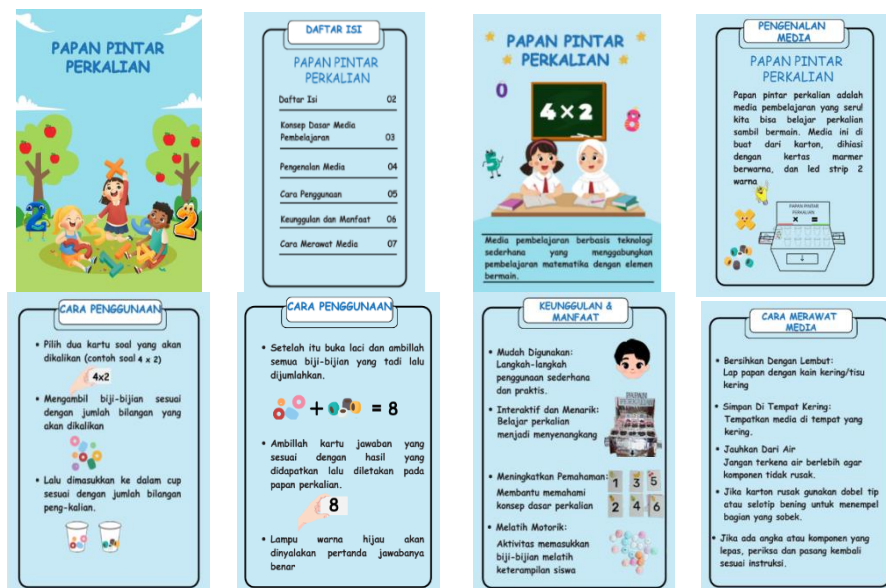 PAPAN PINTAR
PERKALIAN
DAFTAR ISI
PAPAN PINTAR
PERKALIAN
Daftar Isi 02
Konsep Dasar Media
Pembelajaran 03
Pengenalan Media 04
Cara Penggunaan 05
Keunggulan dan Manfaat 06
Cara Merawat Media 07
PAPAN PINTAR
PERKALIAN
4×2
Media pembelajaran berbasis teknologi
sederhana yang menggabungkan
pembelajaran matematika dengan elemen
bermain.
PENGENALAN
MEDIA
PAPAN PINTAR
PERKALIAN
Papan pintar perkalian adalah
media pembelajaran yang seru!
kita bisa belajar perkalian
sambil bermain. Media ini di
buat dari karton, dihiasi
dengan kertas marmer
berwarna, dan led strip 2
warna
PAPAN PINTAR
PERKALIAN
× =
CARA PENGGUNAAN
• Pilih dua kartu soal yang akan
dikalikan (contoh soal 4 x 2)
4x2
• Mengambil biji-bijian sesuai
dengan jumlah bilangan yang
akan dikalikan
• Lalu dimasukkan ke dalam cup
sesuai dengan jumlah bilangan
peng-kalian.
CARA PENGGUNAAN
• Setelah itu buka laci dan ambillah
semua biji-bijian yang tadi lalu
dijumlahkan.
+ = 8
• Ambillah kartu jawaban yang
sesuai dengan hasil yang
didapatkan lalu diletakan pada
papan perkalian.
8
• Lampu warna hijau akan
dinyalakan pertanda jawabanya
benar
KEUNGGULAN &
MANFAAT
• Mudah Digunakan:
Langkah-langkah
penggunaan sederhana
dan praktis.
• Interaktif dan Menarik:
Belajar perkalian
menjadi menyenangkang
• Meningkatkan Pemahaman:
Membantu memahami
konsep dasar perkalian
1 3 5
2 4 6
• Melatih Motorik:
Aktivitas memasukkan
biji-bijian melatih
keterampilan siswa
CARA MERAWAT
MEDIA
• Bersihkan Dengan Lembut:
Lap papan dengan kain kering/tisu
kering
• Simpan Di Tempat Kering:
Tempatkan media di tempat yang
kering.
• Jauhkan Dari Air
Jangan terkena air berlebih agar
komponen tidak rusak.
• Jika karton rusak gunakan dobel tip
atau selotip bening untuk menempel
bagian yang sobek.
• Jika ada angka atau komponen yang
lepas, periksa dan pasang kembali
sesuai instruksi.